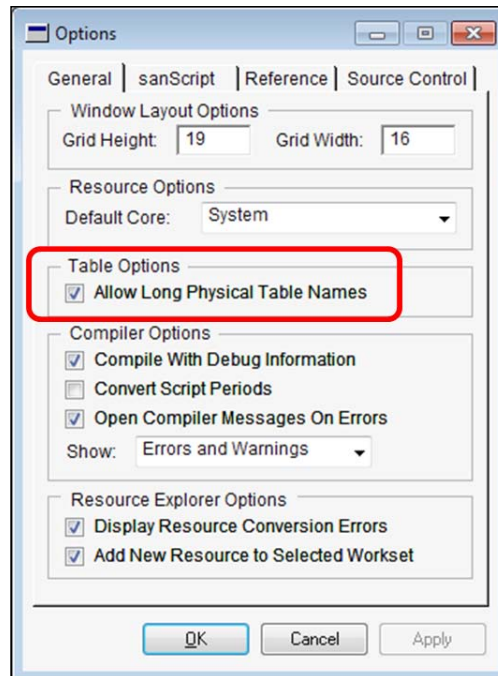 Options
General sanScript Reference Source Control
Window Layout Options
Grid Height: 19 Grid Width: 16
Resource Options
Default Core: System
Table Options
Allow Long Physical Table Names
Compiler Options
Compile With Debug Information
Convert Script Periods
Open Compiler Messages On Errors
Show: Errors and Warnings
Resource Explorer Options
Display Resource Conversion Errors
Add New Resource to Selected Workset
OK Cancel Apply